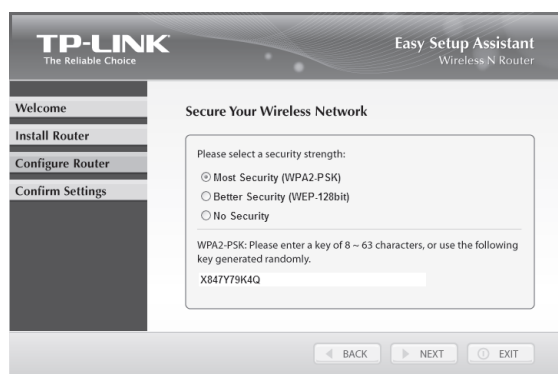 TP-LINK
The Reliable Choice
Easy Setup Assistant
Wireless N Router
Welcome
Install Router
Configure Router
Confirm Settings
Secure Your Wireless Network
Please select a security strength:
Most Security (WPA2-PSK)
Better Security (WEP-128bit)
No Security
WPA2-PSK: Please enter a key of 8 ~ 63 characters, or use the following
key generated randomly.
X847Y79K4Q
BACK
NEXT
EXIT